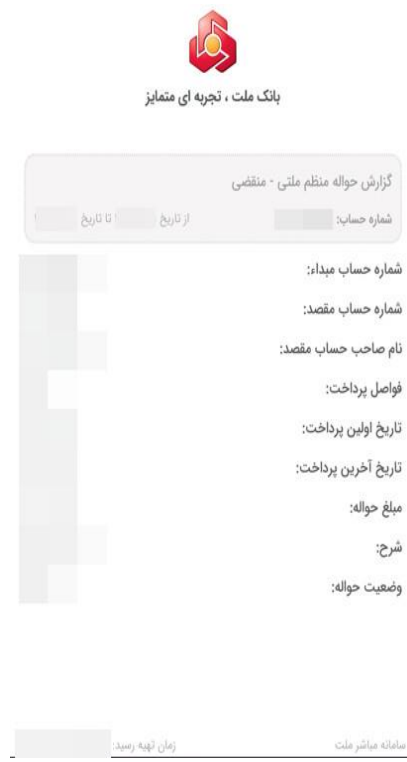 بانک ملت ، تجربه ای متمایز
گزارش حواله منظم ملتی - منقضی
شماره حساب: از تاریخ تا تاریخ
شماره حساب مبداء:
شماره حساب مقصد:
نام صاحب حساب مقصد:
فواصل پرداخت:
تاریخ اولین پرداخت:
تاریخ آخرین پرداخت:
مبلغ حواله:
شرح:
وضعیت حواله:
سامانه مباشر ملت زمان تهیه رسید: